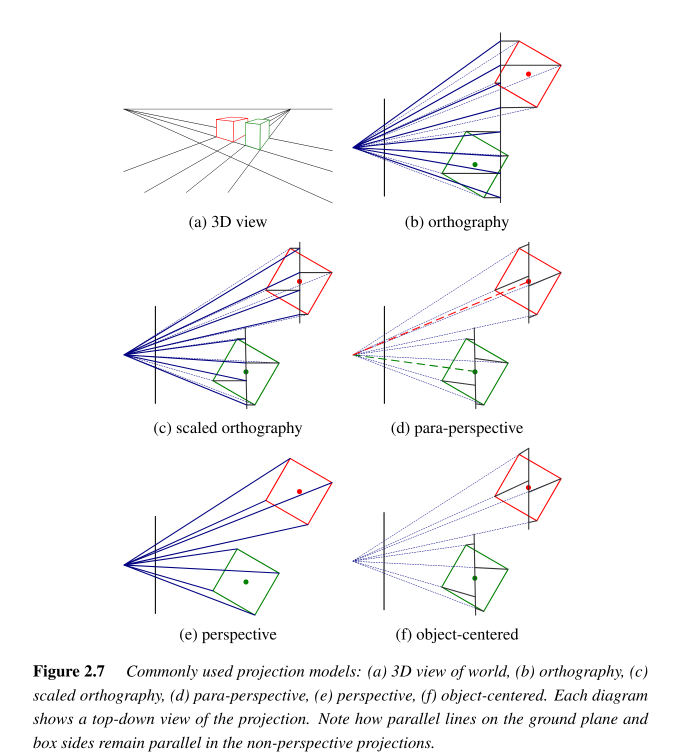 (a) 3D view
(b) orthography
(c) scaled orthography
(d) para-perspective
(e) perspective
(f) object-centered
Figure 2.7 Commonly used projection models: (a) 3D view of world, (b) orthography, (c)
scaled orthography, (d) para-perspective, (e) perspective, (f) object-centered. Each diagram
shows a top-down view of the projection. Note how parallel lines on the ground plane and
box sides remain parallel in the non-perspective projections.